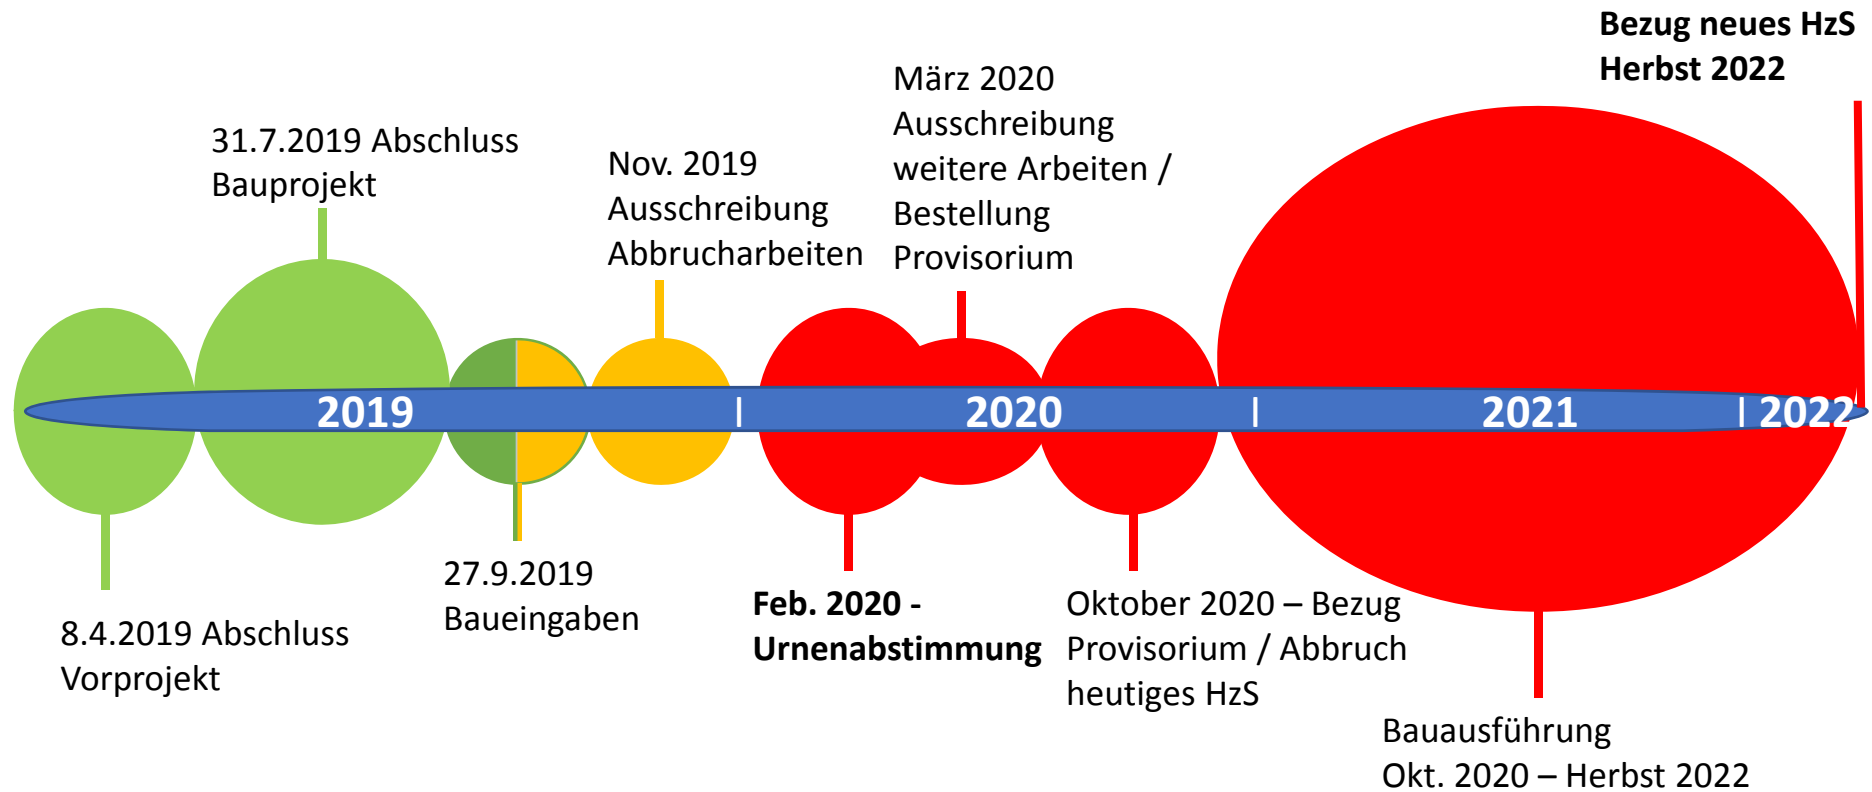 Bezug neues HzS
Herbst 2022
März 2020
Ausschreibung
weitere Arbeiten /
Bestellung
Provisorium
31.7.2019 Abschluss
Bauprojekt
Nov. 2019
Ausschreibung
Abbrucharbeiten
2019 | 2020 | 2021 | 2022
27.9.2019
Baueingaben
Feb. 2020 -
Urnenabstimmung
Oktober 2020 – Bezug
Provisorium / Abbruch
heutiges HzS
8.4.2019 Abschluss
Vorprojekt
Bauausführung
Okt. 2020 – Herbst 2022